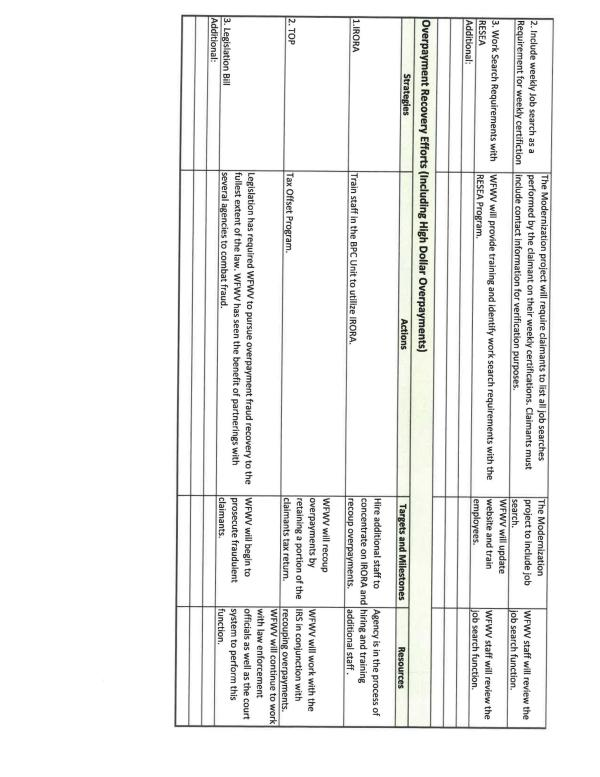 2. Include weekly Job search as a
Requirement for weekly certifiction
The Modernization project will require claimants to list all job searches
performed by the claimant on their weekly certifications. Claimants must
include contact information for verification purposes.
The Modernization
project to include job
search.
WFWV staff will review the
job search function.
3. Work Search Requirements with
RESEA
WFWV will provide training and identify work search requirements with the
RESEA Program.
WFWV will update
website and train
employees.
WFWV staff will review the
job search function.
Additional:
Overpayment Recovery Efforts (Including High Dollar Overpayments)
Strategies
Actions
Targets and Milestones
Resources
1.IRORA
Train staff in the BPC Unit to utilize IRORA.
Hire additional staff to
concentrate on IRORA and
recoup overpayments.
Agency is in the process of
hiring and training
additional staff .
2. TOP
Tax Offset Program.
WFWV will recoup
overpayments by
retaining a portion of the
claimants tax return.
WFWV will work with the
IRS in conjunction with
recouping overpayments.
3. Legislation Bill
Legislation has required WFWV to pursue overpayment fraud recovery to the
fullest extent of the law. WFWV has seen the benefit of partnerings with
several agencies to combat fraud.
WFWV will begin to
prosecute fraudulent
claimants.
WFWV will continue to work
with law enforcement
officials as well as the court
system to perform this
function.
Additional: